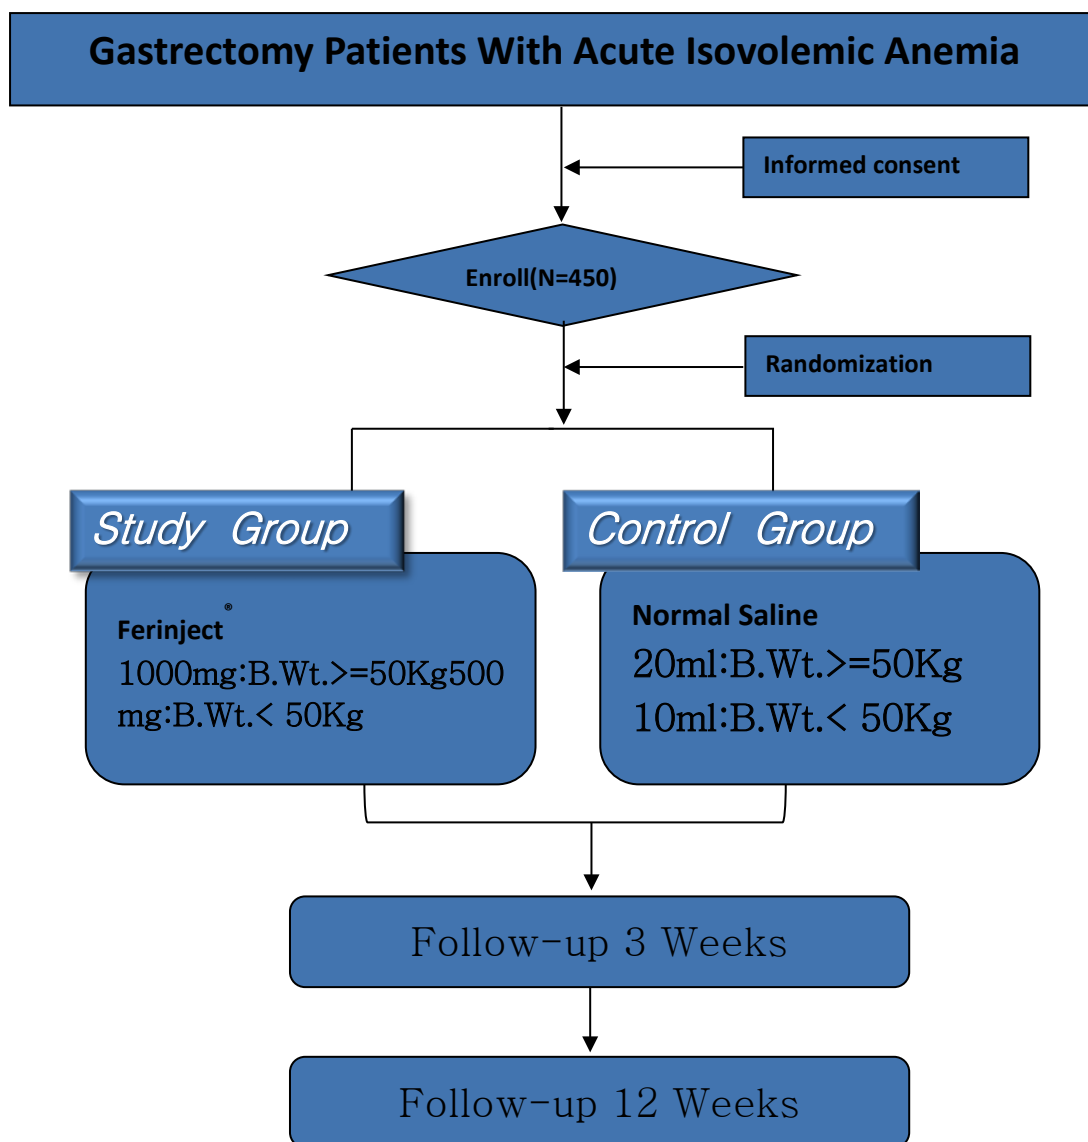 Gastrectomy Patients With Acute Isovolemic Anemia
Informed consent
Enroll(N=450)
Randomization
Study Group
Ferinject®
1000mg:B.Wt.>=50Kg500
mg:B.Wt.< 50Kg
Control Group
Normal Saline
20ml:B.Wt.>=50Kg
10ml:B.Wt.< 50Kg
Follow-up 3 Weeks
Follow-up 12 Weeks